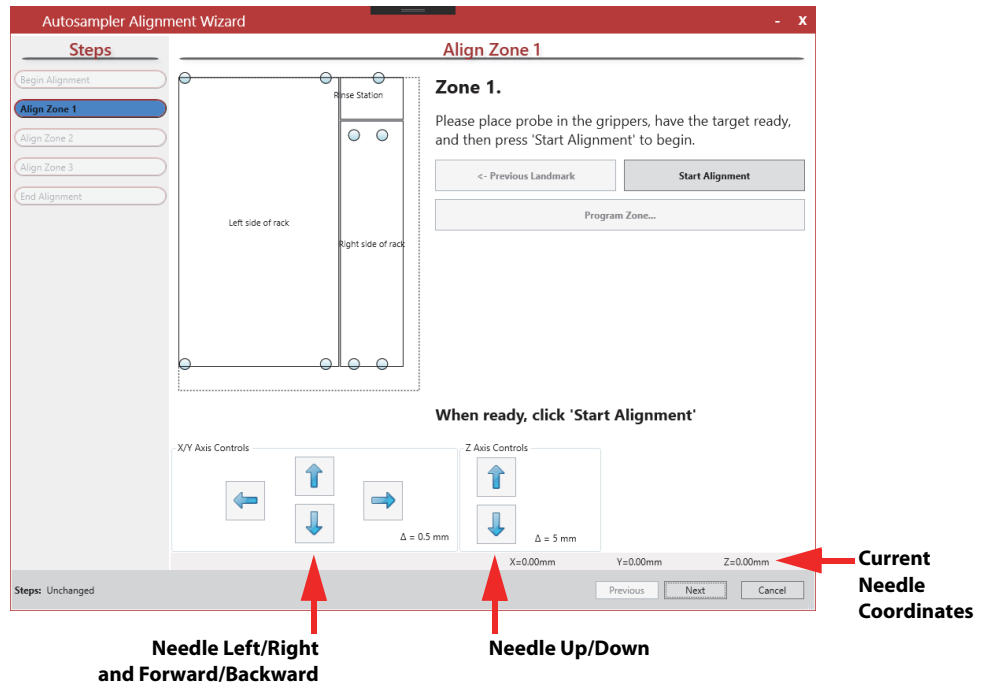 Autosampler Alignment Wizard
- X
Steps
Begin Alignment
Align Zone 1
Align Zone 2
Align Zone 3
End Alignment
Align Zone 1
Rinse Station
Left side of rack
Right side of rack
Zone 1.
Please place probe in the grippers, have the target ready,
and then press 'Start Alignment' to begin.
<- Previous Landmark
Start Alignment
Program Zone...
When ready, click 'Start Alignment'
X/Y Axis Controls
Δ = 0.5 mm
Z Axis Controls
Δ = 5 mm
X=0.00mm Y=0.00mm Z=0.00mm
Steps: Unchanged
Previous
Next
Cancel
Current
Needle
Coordinates
Needle Left/Right
and Forward/Backward
Needle Up/Down